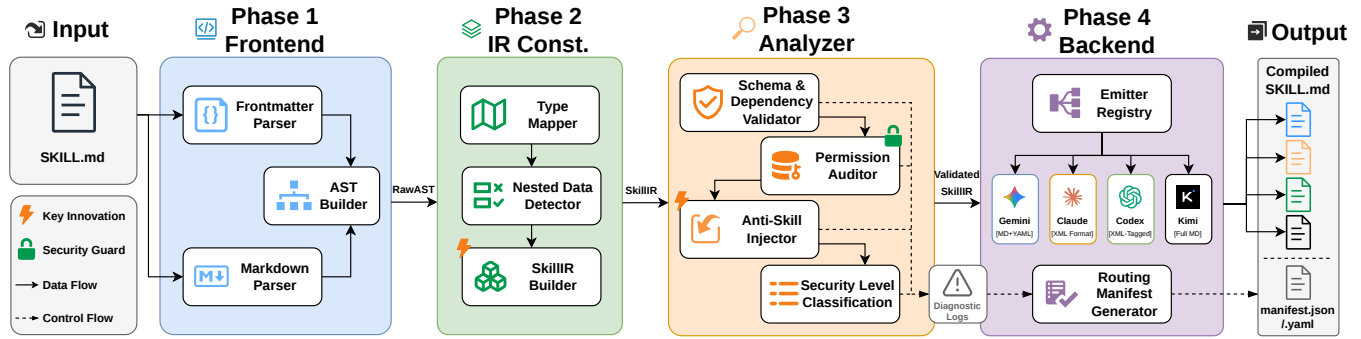 Input
SKILL.md
Key Innovation
Security Guard
Data Flow
Control Flow
Phase 1
Frontend
Frontmatter
Parser
AST
Builder
Markdown
Parser
RawAST
Phase 2
IR Const.
Type
Mapper
Nested Data
Detector
SkillIR
Builder
SkillIR
Phase 3
Analyzer
Schema &
Dependency
Validator
Permission
Auditor
Anti-Skill
Injector
Security Level
Classification
Validated
SkillIR
Diagnostic
Logs
Phase 4
Backend
Emitter
Registry
Gemini
[MD+YAML]
Claude
[XML Format]
Codex
[XML-Tagged]
Kimi
[Full MD]
Routing
Manifest
Generator
Output
Compiled
SKILL.md
manifest.json
/.yaml